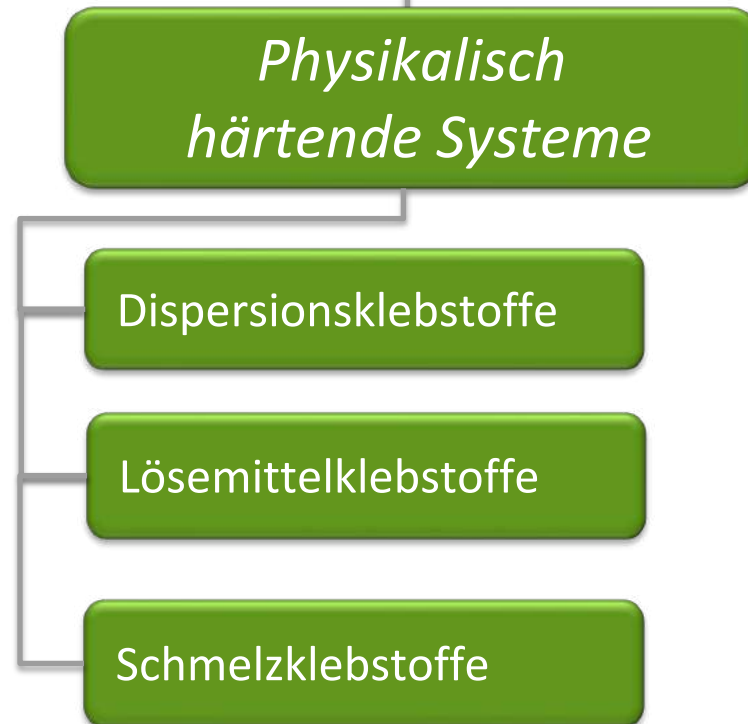 Physikalisch
härtende Systeme
Dispersionsklebstoffe
Lösemittelklebstoffe
Schmelzklebstoffe